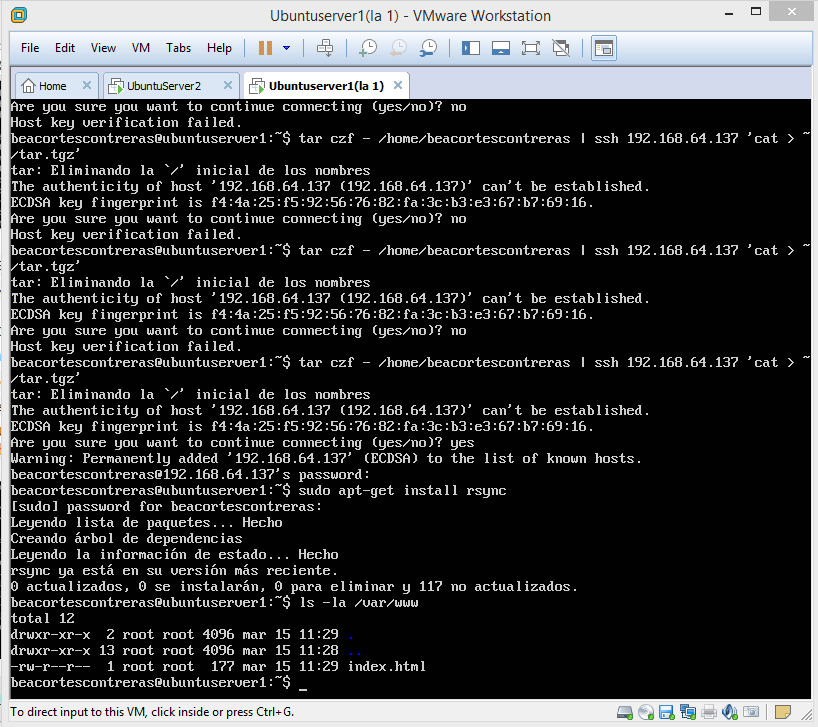 Ubuntuserver1(la 1) - VMware Workstation
File Edit View VM Tabs Help
Home UbuntuServer2 Ubuntuserver1(la 1)
Are you sure you want to continue connecting (yes/no)? no
Host key verification failed.
beacortescontreras@ubuntuserver1:~$ tar czf - /home/beacortescontreras | ssh 192.168.64.137 'cat > ~
/tar.tgz'
tar: Eliminando la `/' inicial de los nombres
The authenticity of host '192.168.64.137 (192.168.64.137)' can't be established.
ECDSA key fingerprint is f4:4a:25:f5:92:56:76:82:fa:3c:b3:e3:67:b7:69:16.
Are you sure you want to continue connecting (yes/no)? no
Host key verification failed.
beacortescontreras@ubuntuserver1:~$ tar czf - /home/beacortescontreras | ssh 192.168.64.137 'cat > ~
/tar.tgz'
tar: Eliminando la `/' inicial de los nombres
The authenticity of host '192.168.64.137 (192.168.64.137)' can't be established.
ECDSA key fingerprint is f4:4a:25:f5:92:56:76:82:fa:3c:b3:e3:67:b7:69:16.
Are you sure you want to continue connecting (yes/no)? no
Host key verification failed.
beacortescontreras@ubuntuserver1:~$ tar czf - /home/beacortescontreras | ssh 192.168.64.137 'cat > ~
/tar.tgz'
tar: Eliminando la `/' inicial de los nombres
The authenticity of host '192.168.64.137 (192.168.64.137)' can't be established.
ECDSA key fingerprint is f4:4a:25:f5:92:56:76:82:fa:3c:b3:e3:67:b7:69:16.
Are you sure you want to continue connecting (yes/no)? yes
Warning: Permanently added '192.168.64.137' (ECDSA) to the list of known hosts.
beacortescontreras@192.168.64.137's password:
beacortescontreras@ubuntuserver1:~$ sudo apt-get install rsync
[sudo] password for beacortescontreras:
Leyendo lista de paquetes... Hecho
Creando árbol de dependencias
Leyendo la información de estado... Hecho
rsync ya está en su versión más reciente.
0 actualizados, 0 se instalarán, 0 para eliminar y 117 no actualizados.
beacortescontreras@ubuntuserver1:~$ ls -la /var/www
total 12
drwxr-xr-x 2 root root 4096 mar 15 11:29 .
drwxr-xr-x 13 root root 4096 mar 15 11:28 ..
-rw-r--r-- 1 root root 177 mar 15 11:29 index.html
beacortescontreras@ubuntuserver1:~$ _
To direct input to this VM, click inside or press Ctrl+G.